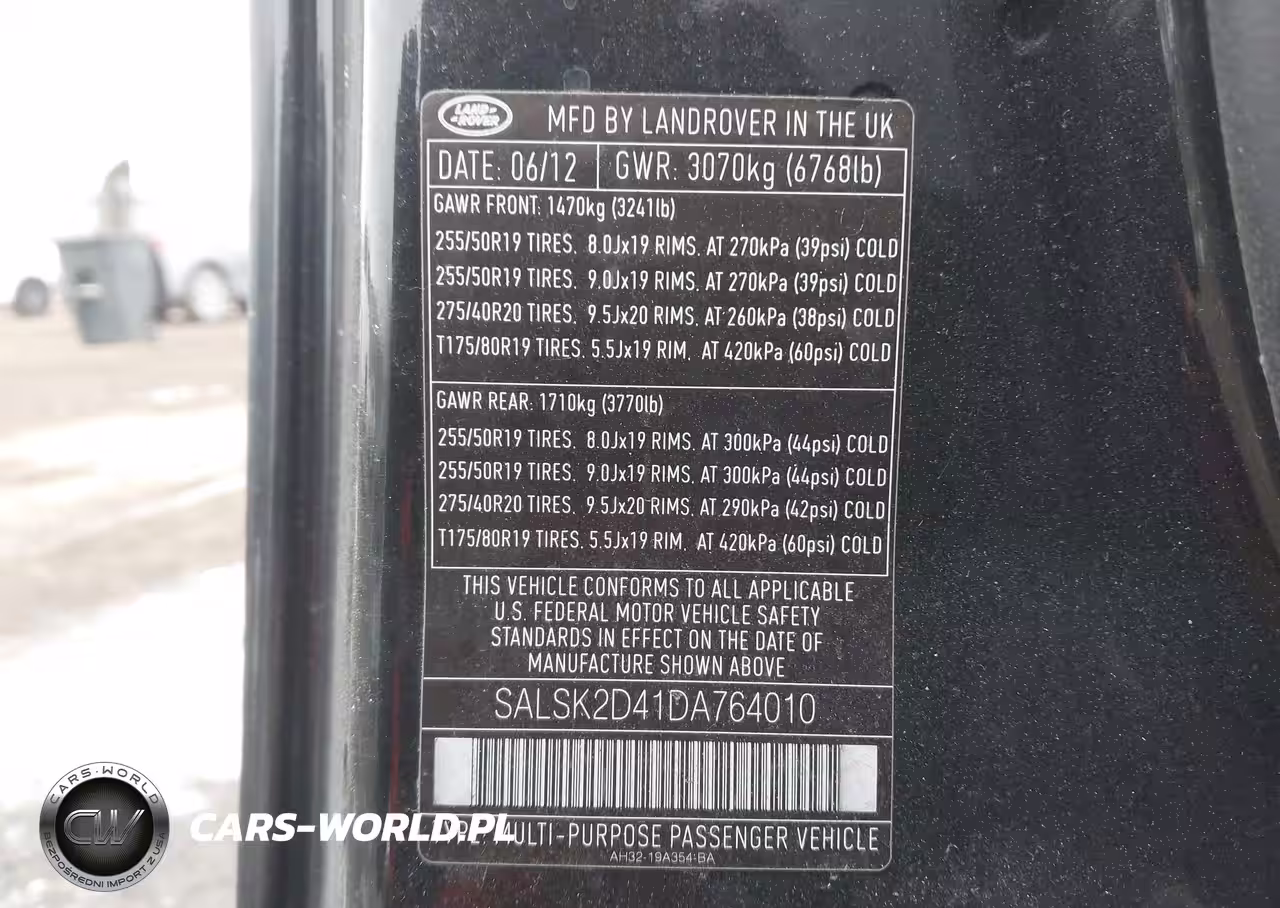 LAND-
-ROVER
MFD BY LANDROVER IN THE UK
DATE: 06/12 GWR: 3070kg (6768lb)
GAWR FRONT: 1470kg (3241lb)
255/50R19 TIRES, 8.0Jx19 RIMS, AT 270kPa (39psi) COLD
255/50R19 TIRES, 9.0Jx19 RIMS, AT 270kPa (39psi) COLD
275/40R20 TIRES, 9.5Jx20 RIMS, AT 260kPa (38psi) COLD
T175/80R19 TIRES, 5.5Jx19 RIM, AT 420kPa (60psi) COLD
GAWR REAR: 1710kg (3770lb)
255/50R19 TIRES, 8.0Jx19 RIMS, AT 300kPa (44psi) COLD
255/50R19 TIRES, 9.0Jx19 RIMS, AT 300kPa (44psi) COLD
275/40R20 TIRES, 9.5Jx20 RIMS, AT 290kPa (42psi) COLD
T175/80R19 TIRES, 5.5Jx19 RIM, AT 420kPa (60psi) COLD
THIS VEHICLE CONFORMS TO ALL APPLICABLE
U.S. FEDERAL MOTOR VEHICLE SAFETY
STANDARDS IN EFFECT ON THE DATE OF
MANUFACTURE SHOWN ABOVE
SALSK2D41DA764010
MULTI-PURPOSE PASSENGER VEHICLE
AH32-19A354-BA
CARS-WORLD
CW
BEZPOŚREDNI IMPORT Z USA
CARS-WORLD.PL